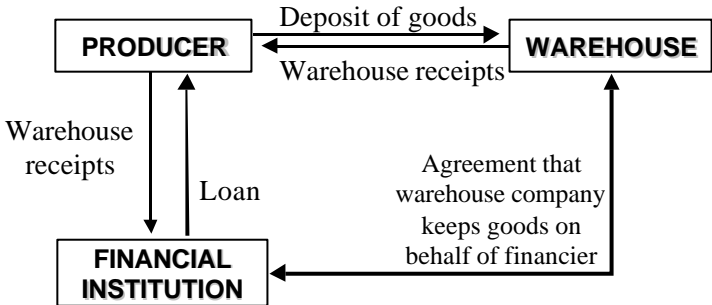 Deposit of goods
PRODUCER
WAREHOUSE
Warehouse receipts
Warehouse
receipts
Loan
Agreement that
warehouse company
keeps goods on
behalf of financier
FINANCIAL
INSTITUTION